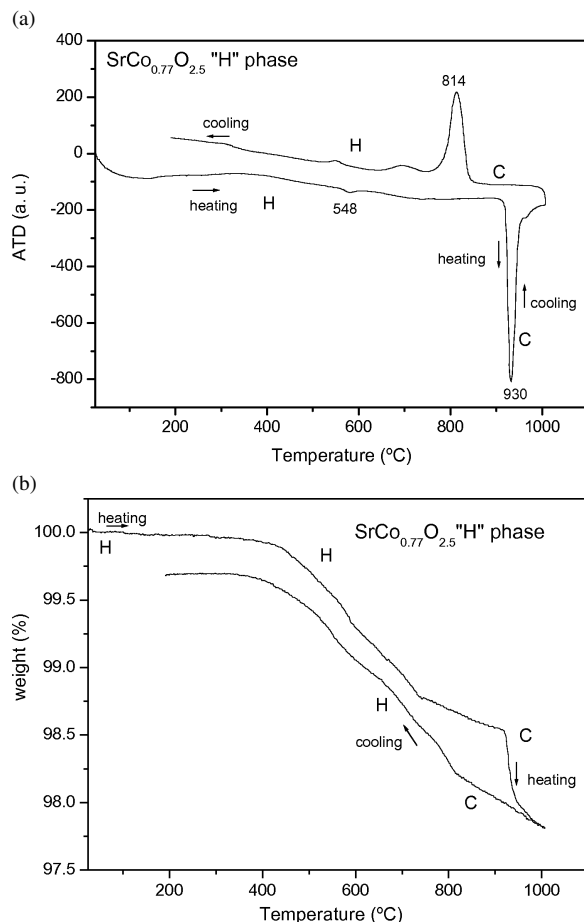 (a)
400
SrCo0.77O2.5 "H" phase
814
200
cooling
H
0
C
-200
H
548
heating
heating
-400
cooling
-600
C
-800
930
ATD (a. u.)
200 400 600 800 1000
Temperature (ºC)
(b)
100.0
heating
SrCo0.77O2.5"H" phase
H
H
99.5
99.0
H
98.5
C
cooling
heating
98.0
C
97.5
weight (%)
200 400 600 800 1000
Temperature (ºC)